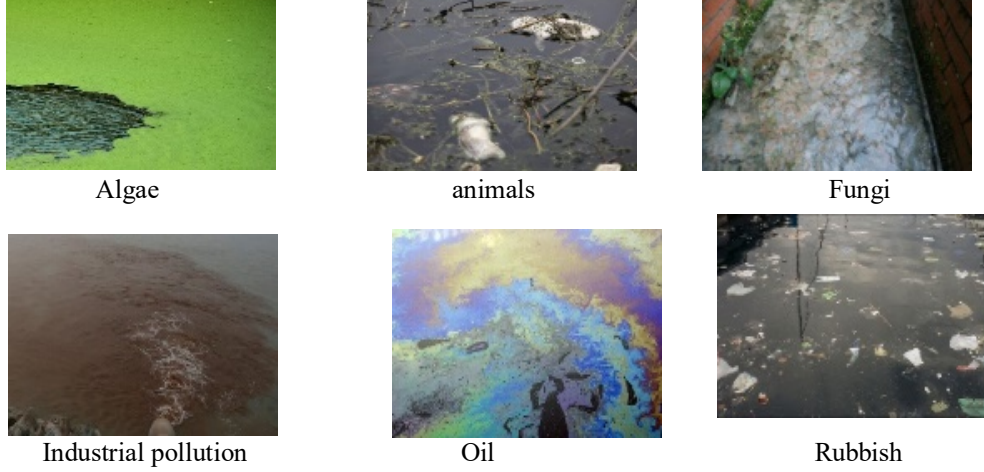 Algae
animals
Fungi
Industrial pollution
Oil
Rubbish